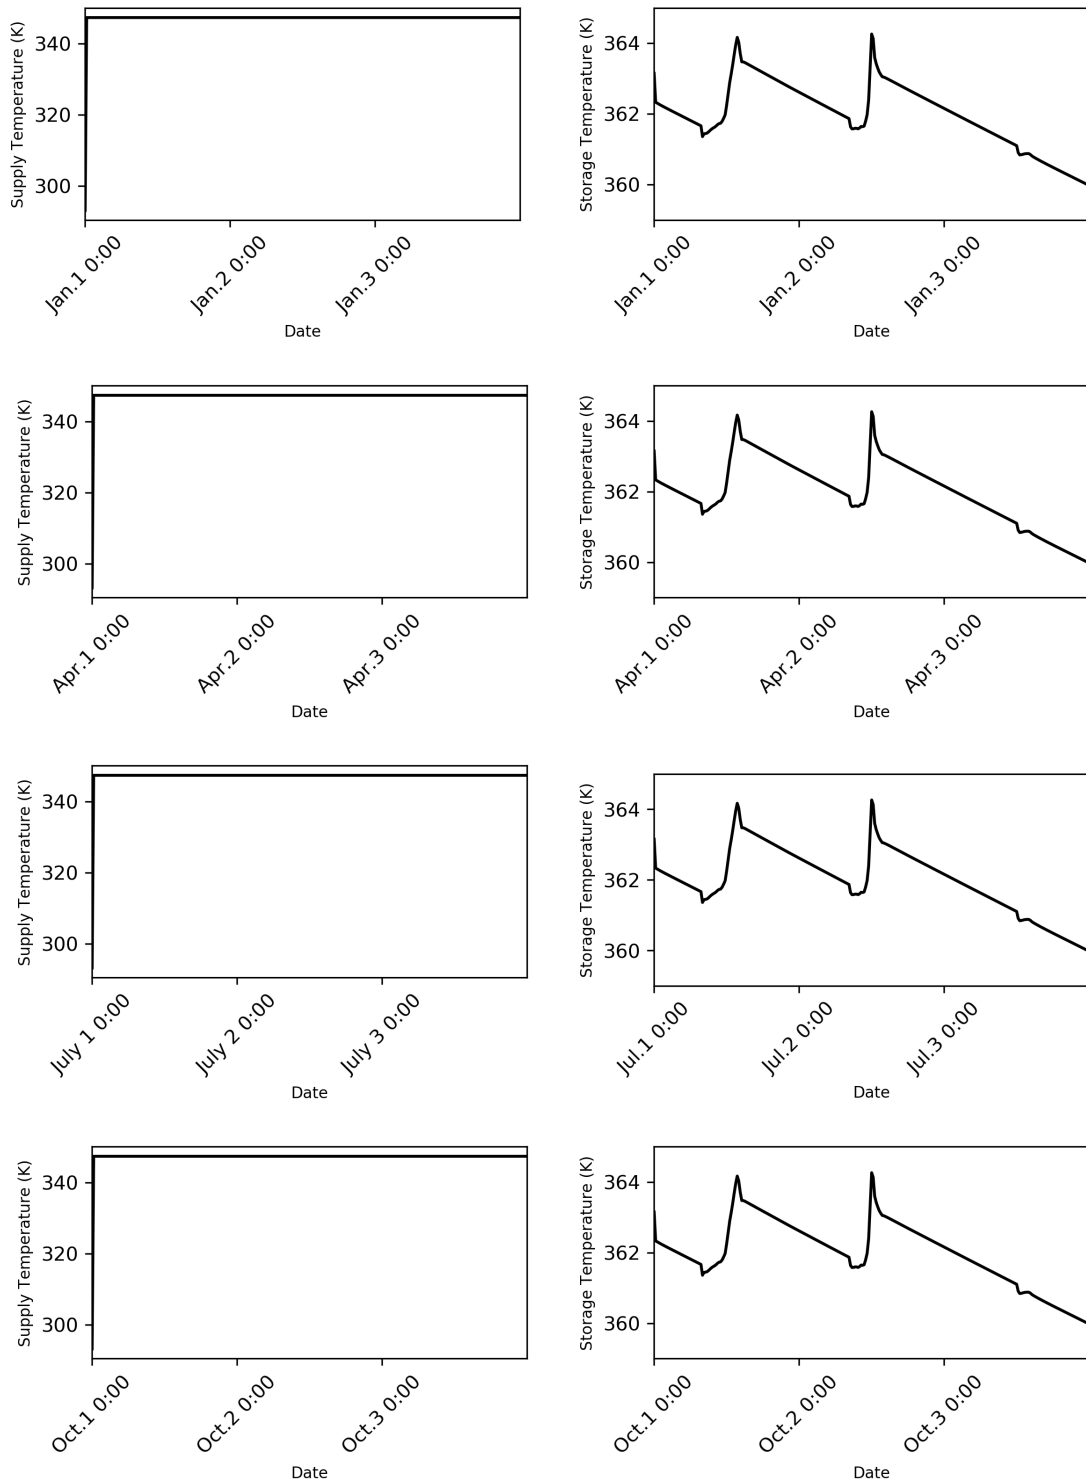 Supply Temperature (K)
340
320
300
Jan.1 0:00
Jan.2 0:00
Jan.3 0:00
Date
Storage Temperature (K)
364
362
360
Jan.1 0:00
Jan.2 0:00
Jan.3 0:00
Date
Supply Temperature (K)
340
320
300
Apr.1 0:00
Apr.2 0:00
Apr.3 0:00
Date
Storage Temperature (K)
364
362
360
Apr.1 0:00
Apr.2 0:00
Apr.3 0:00
Date
Supply Temperature (K)
340
320
300
July 1 0:00
July 2 0:00
July 3 0:00
Date
Storage Temperature (K)
364
362
360
Jul.1 0:00
Jul.2 0:00
Jul.3 0:00
Date
Supply Temperature (K)
340
320
300
Oct.1 0:00
Oct.2 0:00
Oct.3 0:00
Date
Storage Temperature (K)
364
362
360
Oct.1 0:00
Oct.2 0:00
Oct.3 0:00
Date